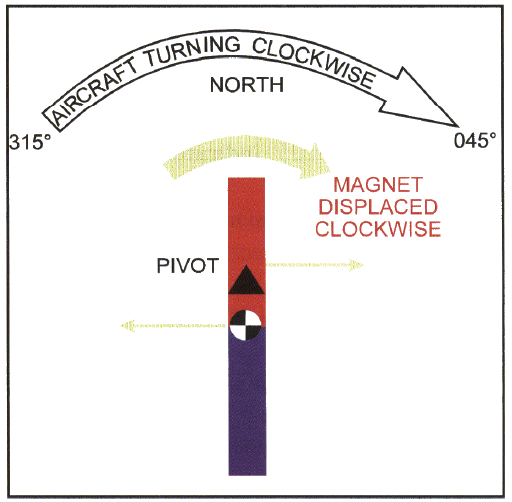 AIRCRAFT TURNING CLOCKWISE
NORTH
315°
045°
MAGNET
DISPLACED
CLOCKWISE
PIVOT